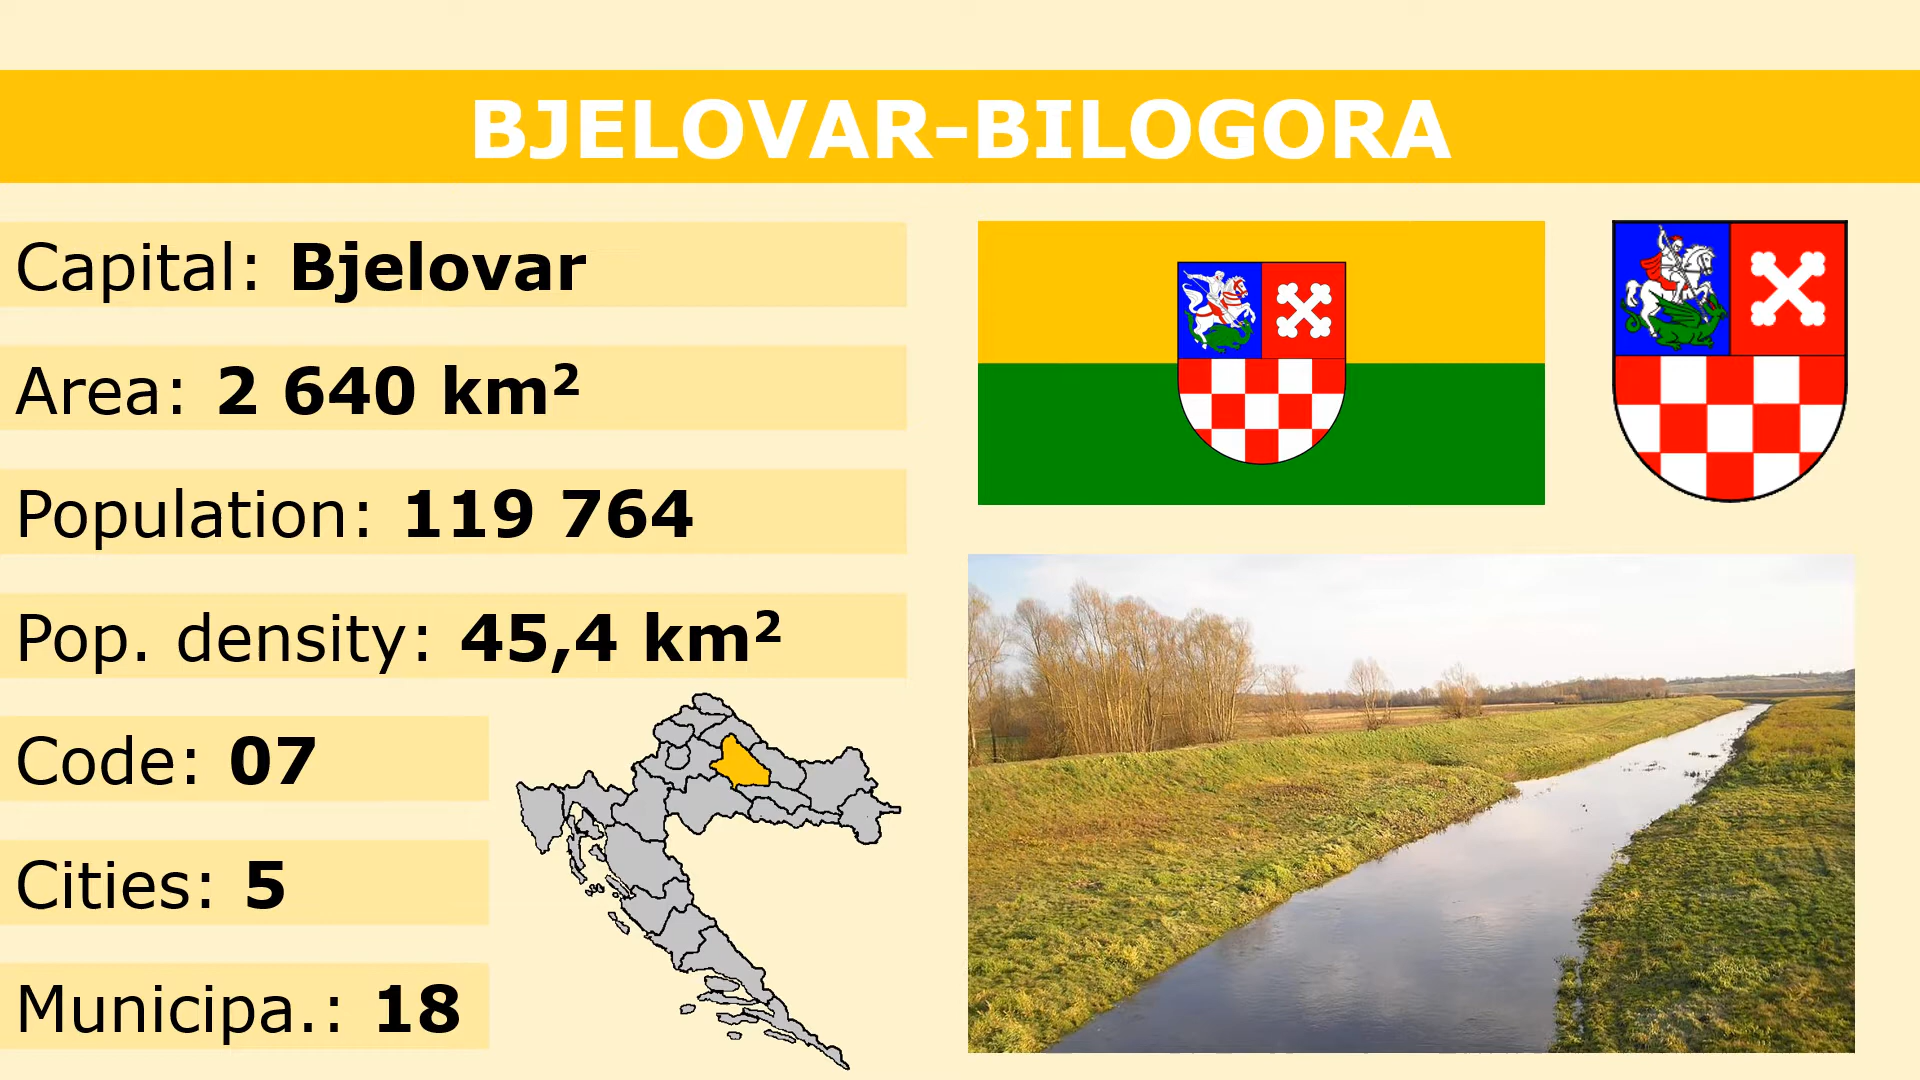 BJELOVAR-BILOGORA
Capital: Bjelovar
Area: 2 640 km²
Population: 119 764
Pop. density: 45,4 km²
Code: 07
Cities: 5
Municipa.: 18